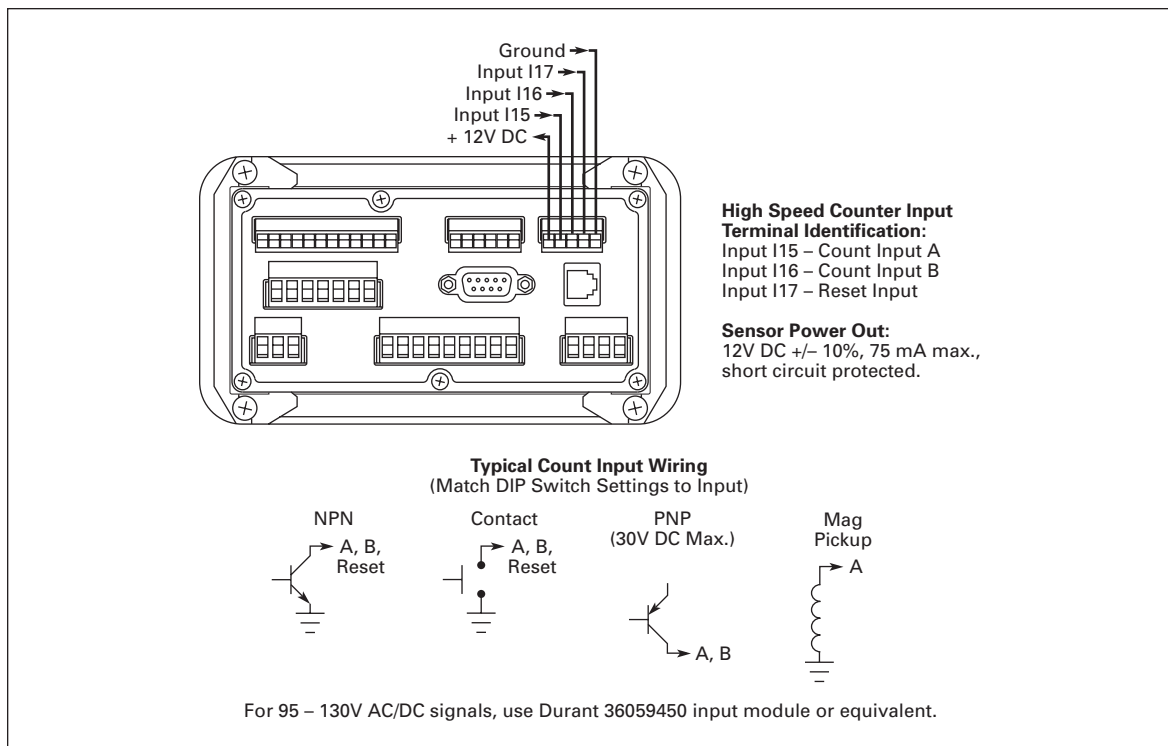 Ground
Input I17
Input I16
Input I15
+ 12V DC
High Speed Counter Input
Terminal Identification:
Input I15 – Count Input A
Input I16 – Count Input B
Input I17 – Reset Input
Sensor Power Out:
12V DC +/– 10%, 75 mA max.,
short circuit protected.
Typical Count Input Wiring
(Match DIP Switch Settings to Input)
NPN
A, B,
Reset
Contact
A, B,
Reset
PNP
(30V DC Max.)
A, B
Mag
Pickup
A
For 95 – 130V AC/DC signals, use Durant 36059450 input module or equivalent.